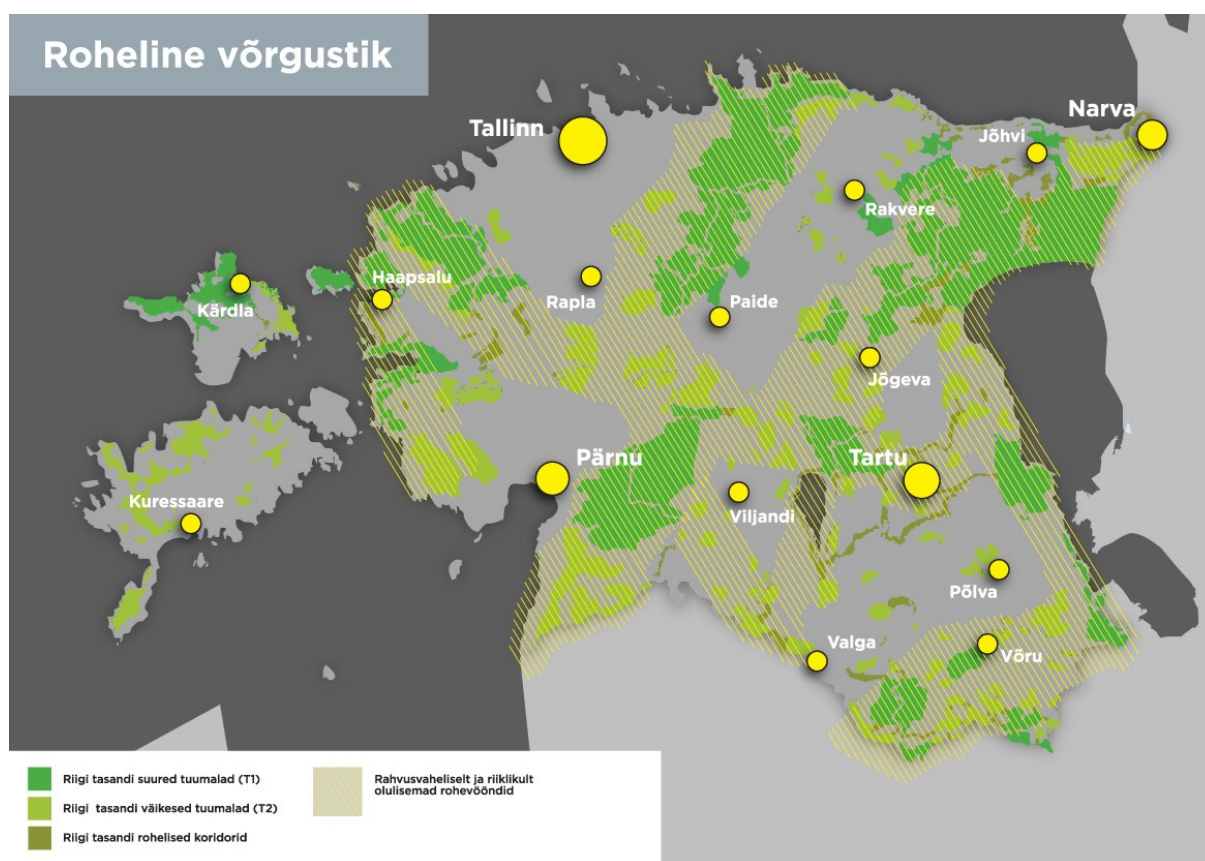 Roheline võrgustik
Narva
Tallinn
Jõhvi
Rakvere
Haapsalu
Kärdla
Rapla
Paide
Jõgeva
Pärnu
Tartu
Kuressaare
Viljandi
Põlva
Valga
Võru
Riigi tasandi suured tuumalad (T1)
Riigi tasandi väikesed tuumalad (T2)
Riigi tasandi rohelised koridorid
Rahvusvaheliselt ja riiklikult
olulisemad rohevööndid